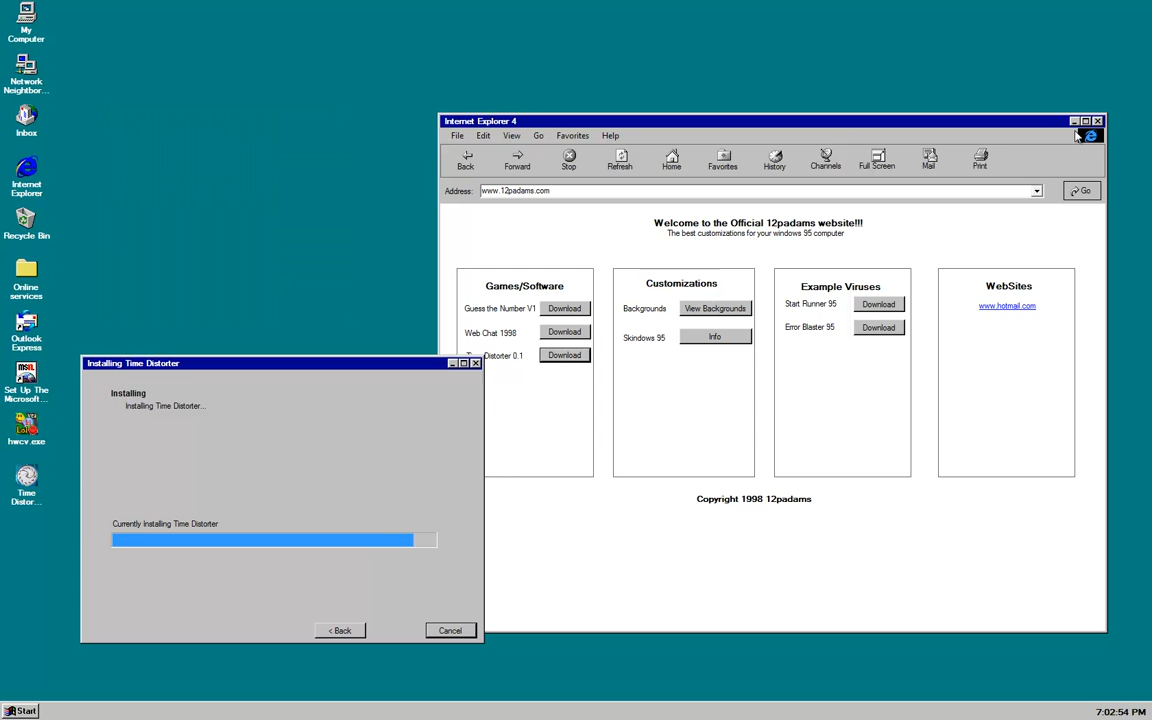 My
Computer
Network
Neighbor...
Inbox
Internet
Explorer
Recycle Bin
Online
services
Outlook
Express
msn
Set Up The
Microsoft...
hwcv.exe
Time
Distor...
Internet Explorer 4
File Edit View Go Favorites Help
Back Forward Stop Refresh Home Favorites History Channels Full Screen Mail Print
Address: www.12padams.com Go
Welcome to the Official 12padams website!!!
The best customizations for your windows 95 computer
Games/Software
Guess the Number V1 Download
Web Chat 1998 Download
Distorter 0.1 Download
Customizations
Backgrounds View Backgrounds
Skindows 95 Info
Example Viruses
Start Runner 95 Download
Error Blaster 95 Download
WebSites
www.hotmail.com
Copyright 1998 12padams
Installing Time Distorter
Installing
Installing Time Distorter...
Currently Installing Time Distorter
< Back Cancel
Start 7:02:54 PM